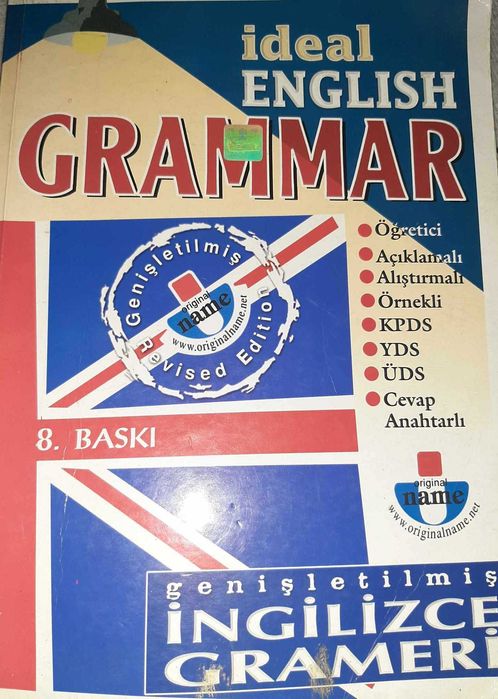 ideal
ENGLISH
GRAMMAR
Öğretici
Açıklamalı
Alıştırmalı
Örnekli
KPDS
YDS
ÜDS
Cevap
Anahtarlı
Genişletilmiş
original
name
www.originalname.net
Revised Edition
8. BASKI
original
name
www.originalname.net
genişletilmiş
İNGİLİZCE
GRAMERİ